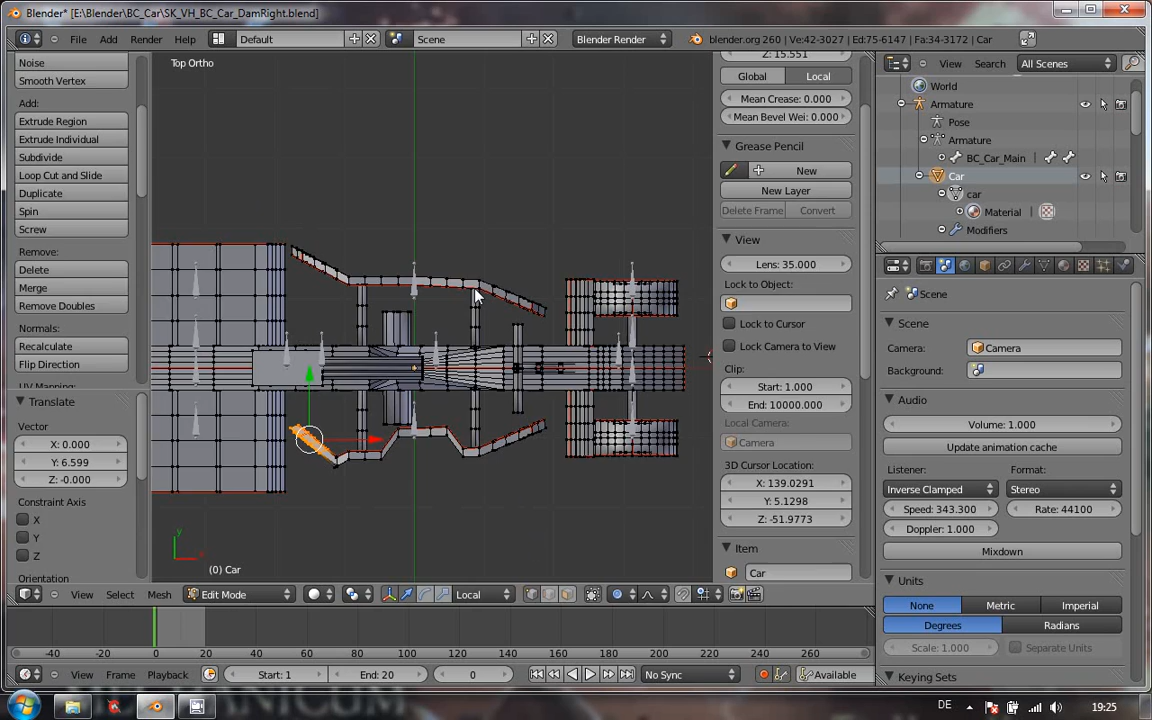 Blender* [E:\Blender\BC_Car\SK_VH_BC_Car_DamRight.blend]
File Add Render Help Default Scene Blender Render blender.org 260 | Ve:42-3027 | Ed:75-6147 | Fa:34-3172 | Car
View Search All Scenes
Noise
Smooth Vertex
Add:
Extrude Region
Extrude Individual
Subdivide
Loop Cut and Slide
Duplicate
Spin
Screw
Remove:
Delete
Merge
Remove Doubles
Normals:
Recalculate
Flip Direction
UV Mapping:
Translate
Vector
X: 0.000
Y: 6.599
Z: -0.000
Constraint Axis
X
Y
Z
Orientation
Top Ortho
y
x
(0) Car
Z: 15.551
Global Local
Mean Crease: 0.000
Mean Bevel Wei: 0.000
Grease Pencil
New
New Layer
Delete Frame Convert
View
Lens: 35.000
Lock to Object:
Lock to Cursor
Lock Camera to View
Clip:
Start: 1.000
End: 10000.000
Local Camera:
Camera
3D Cursor Location:
X: 139.0291
Y: 5.1298
Z: -51.9773
Item
Car
World
Armature
Pose
Armature
BC_Car_Main
Car
car
Material
Modifiers
Scene
Scene
Camera: Camera
Background:
Audio
Volume: 1.000
Update animation cache
Listener: Format:
Inverse Clamped Stereo
Speed: 343.300 Rate: 44100
Doppler: 1.000
Mixdown
Units
None Metric Imperial
Degrees Radians
Scale: 1.000 Separate Units
Keying Sets
View Select Mesh Edit Mode Local
-40 -20 0 20 40 60 80 100 120 140 160 180 200 220 240 260
View Frame Playback Start: 1 End: 20 0 No Sync Available
DE 19:25